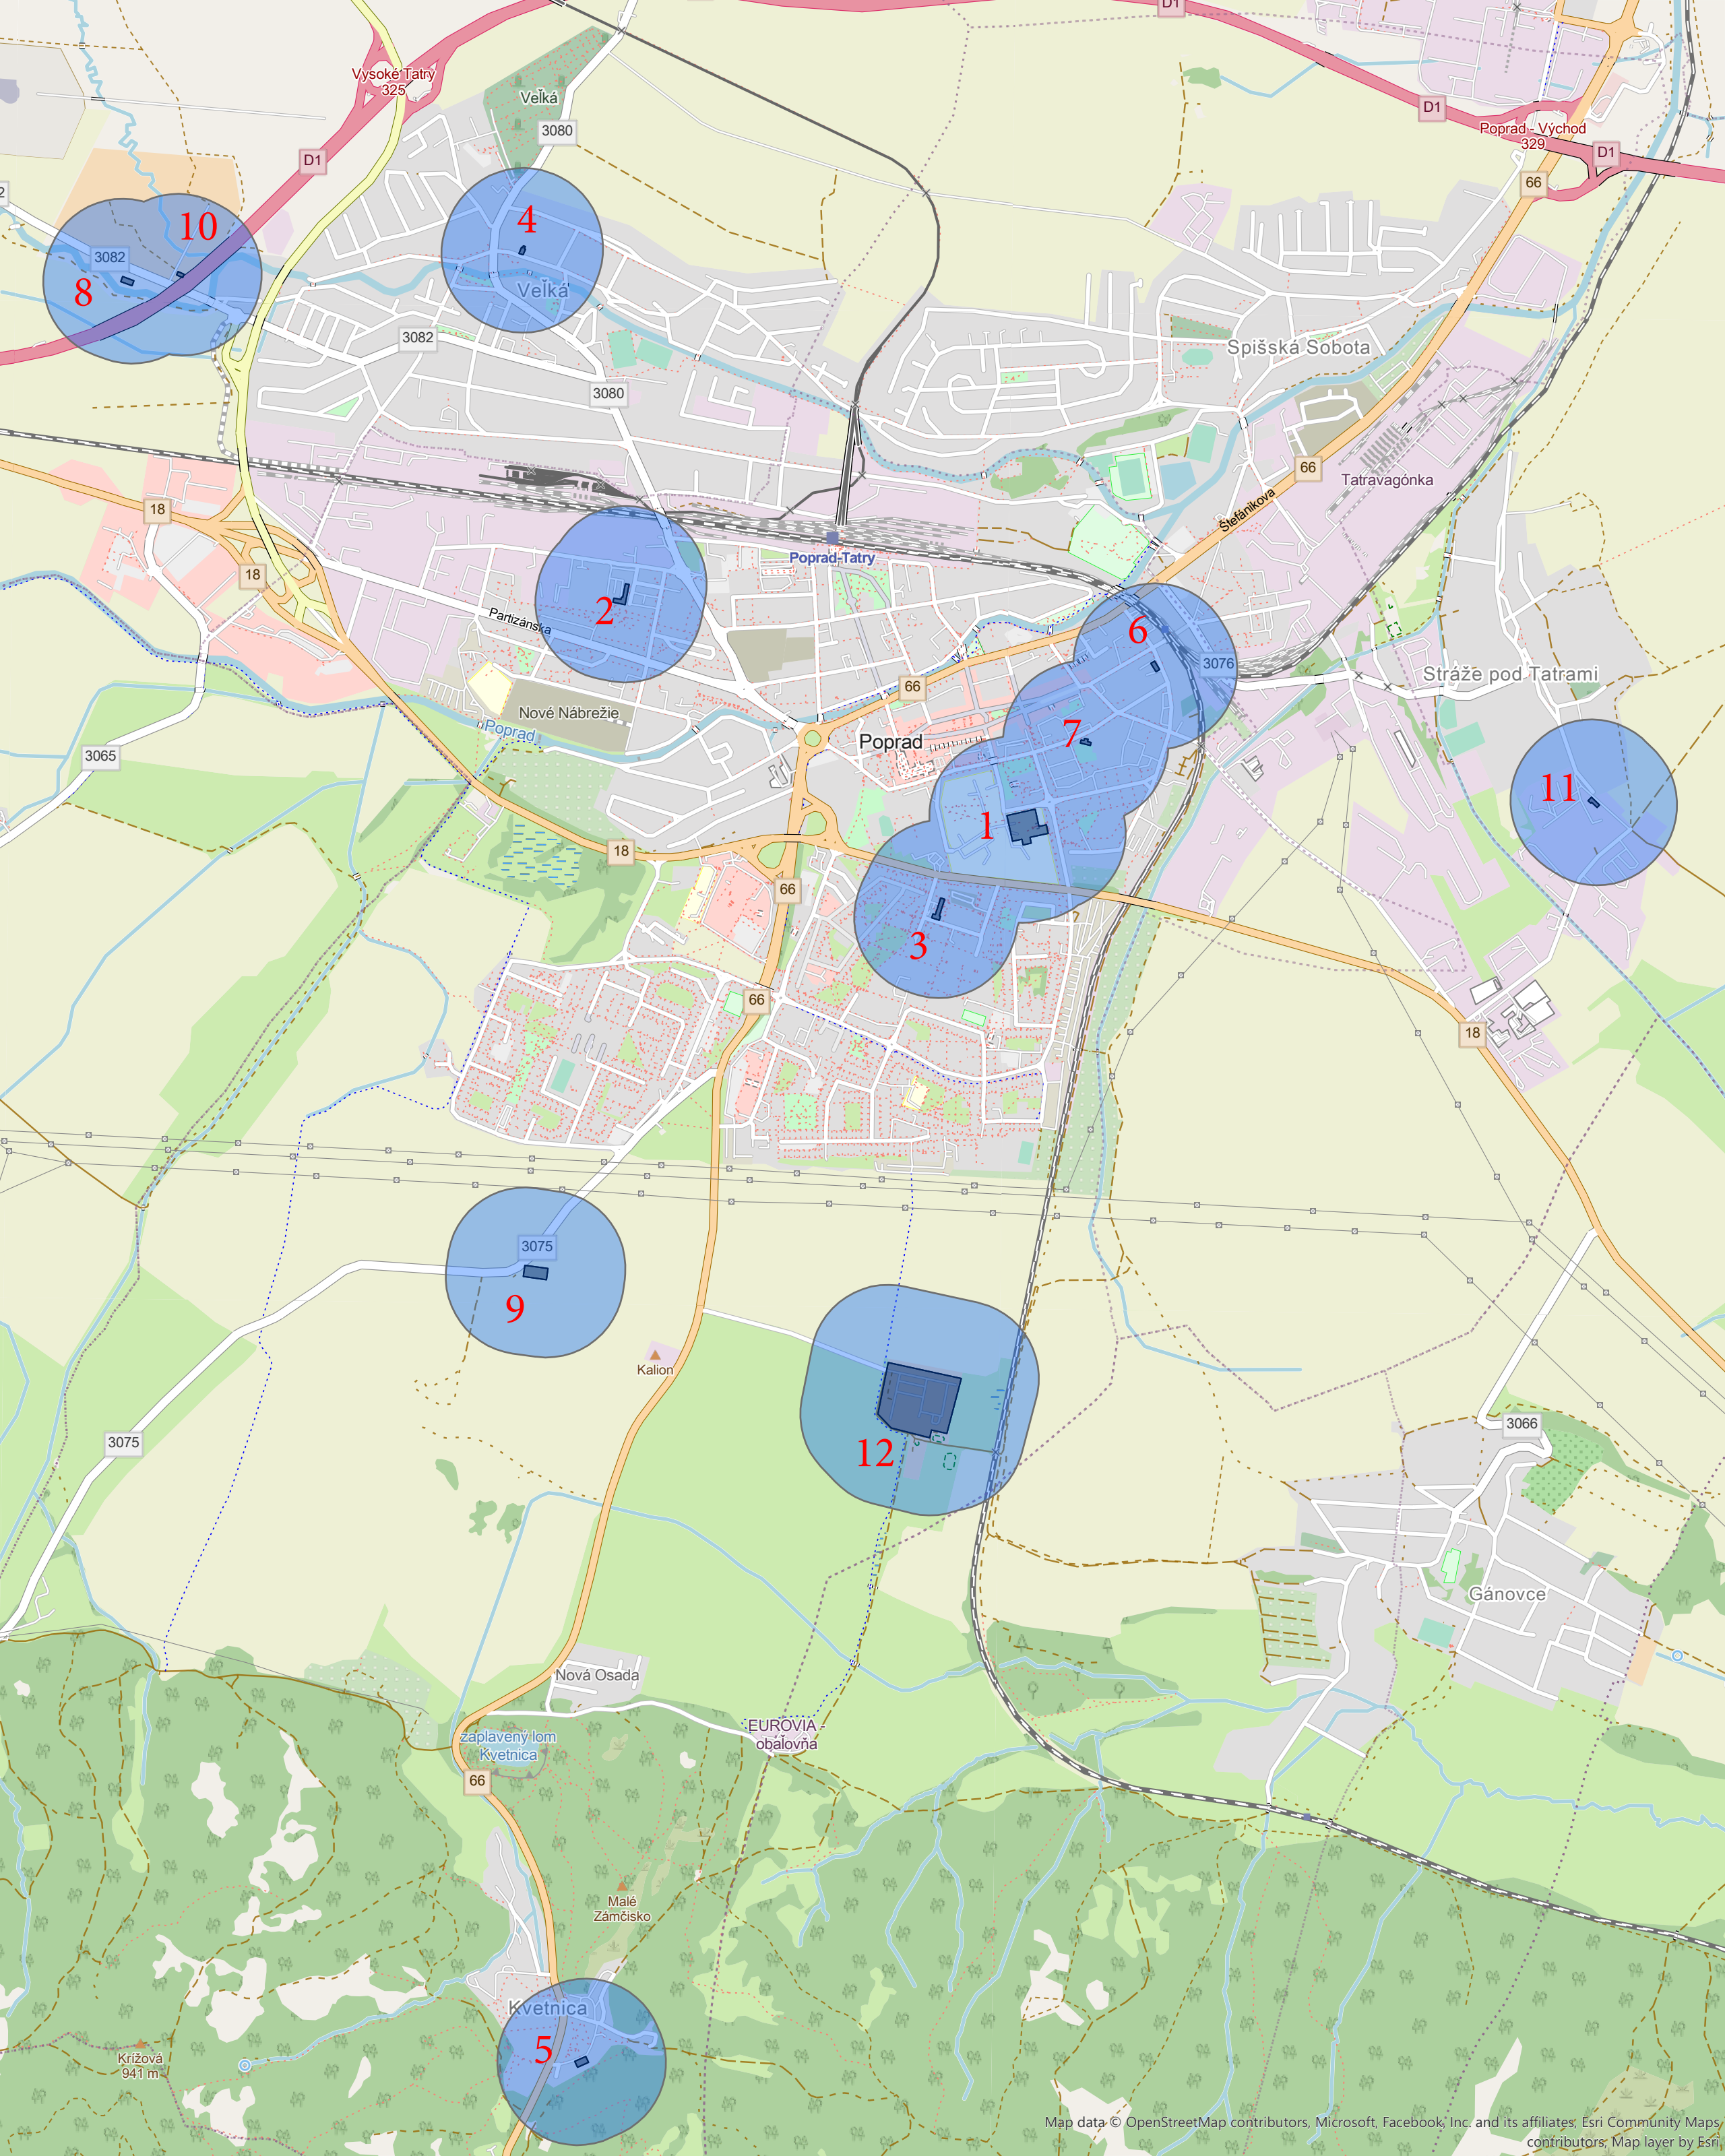 D1
Vysoké Tatry
325
Veľká
3080
D1
D1
Poprad - Východ
329
D1
66
2
10
4
3082
8
Veľká
3082
3080
Spišská Sobota
66
Tatravagónka
Štefánikova
18
Poprad-Tatry
18
2
Partizánska
6
3076
Stráže pod Tatrami
66
Nové Nábrežie
Poprad
Poprad
7
3065
11
1
18
66
3
66
18
3075
9
Kalion
12
3075
3066
Gánovce
Nová Osada
EUROVIA -
obaľovňa
zaplavený lom
Kvetnica
66
Malé
Zámčisko
Kvetnica
5
Krížová
941 m
Map data © OpenStreetMap contributors, Microsoft, Facebook, Inc. and its affiliates, Esri Community Maps
contributors, Map layer by Esri